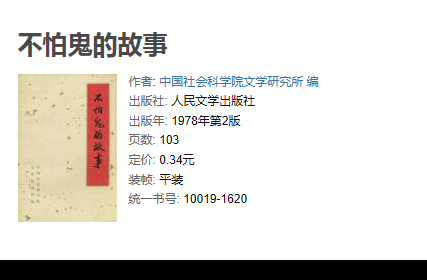 不怕鬼的故事
作者: 中国社会科学院文学研究所 编
出版社: 人民文学出版社
出版年: 1978年第2版
页数: 103
定价: 0.34元
装帧: 平装
统一书号: 10019-1620
不怕鬼的故事